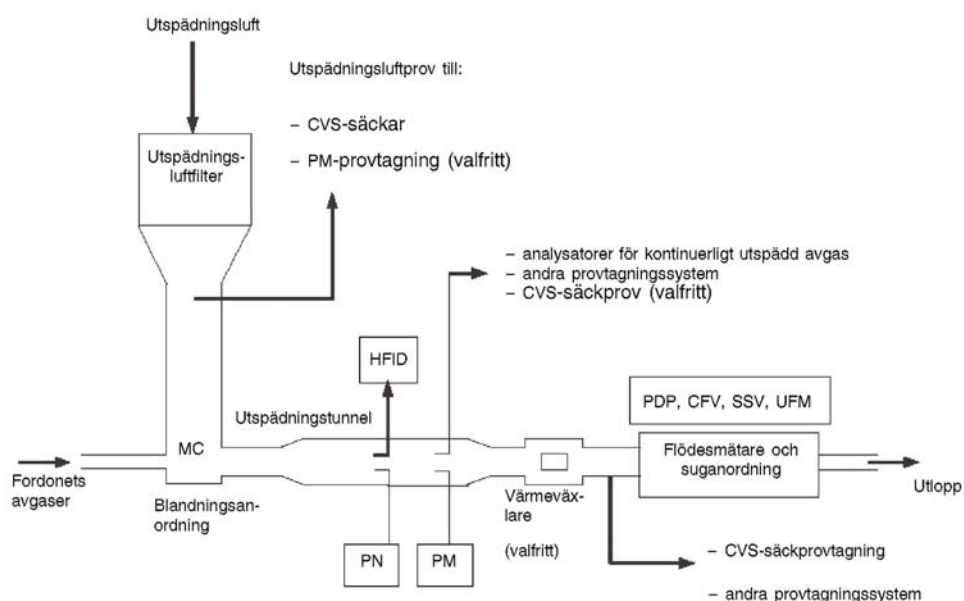 Utspädningsluft
Utspädningsluftprov till:
– CVS-säckar
– PM-provtagning (valfritt)
Utspädnings-
luftfilter
– analysatorer för kontinuerligt utspädd avgas
– andra provtagningssystem
– CVS-säckprov (valfritt)
HFID
PDP, CFV, SSV, UFM
Utspädningstunnel
MC
Flödesmätare och
suganordning
Fordonets
avgaser
Utlopp
Blandningsan-
ordning
Värmeväx-
lare
(valfritt)
PN
PM
– CVS-säckprovtagning
– andra provtagningssystem